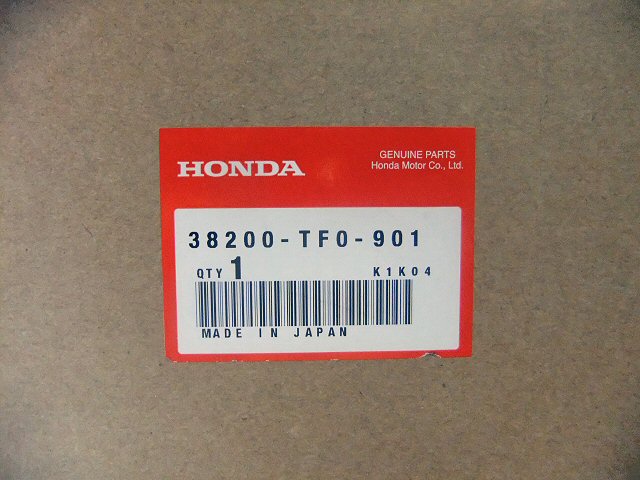 HONDA
GENUINE PARTS
Honda Motor Co., Ltd.
38200-TF0-901
QTY 1 K1K04
MADE IN JAPAN